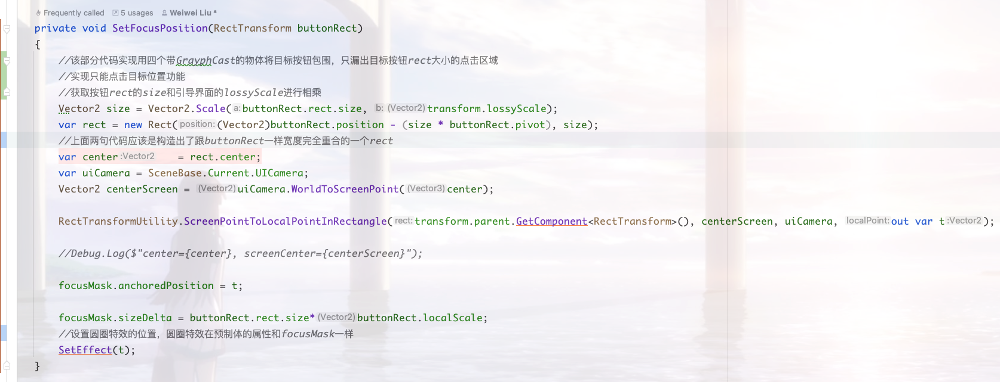 Frequently called 5 usages Weiwei Liu *
private void SetFocusPosition(RectTransform buttonRect)
{
//该部分代码实现用四个带GrayphCast的物体将目标按钮包围，只漏出目标按钮rect大小的点击区域
//实现只能点击目标位置功能
//获取按钮rect的size和引导界面的lossyScale进行相乘
Vector2 size = Vector2.Scale(a:buttonRect.rect.size, b:(Vector2)transform.lossyScale);
var rect = new Rect(position:(Vector2)buttonRect.position - (size * buttonRect.pivot), size);
//上面两句代码应该是构造出了跟buttonRect一样宽度完全重合的一个rect
var center:Vector2 = rect.center;
var uiCamera = SceneBase.Current.UICamera;
Vector2 centerScreen = (Vector2)uiCamera.WorldToScreenPoint((Vector3)center);
RectTransformUtility.ScreenPointToLocalPointInRectangle(rect:transform.parent.GetComponent<RectTransform>(), centerScreen, uiCamera, localPoint:out var t:Vector2);
//Debug.Log($"center={center}, screenCenter={centerScreen}");
focusMask.anchoredPosition = t;
focusMask.sizeDelta = buttonRect.rect.size*(Vector2)buttonRect.localScale;
//设置圆圈特效的位置，圆圈特效在预制体的属性和focusMask一样
SetEffect(t);
}